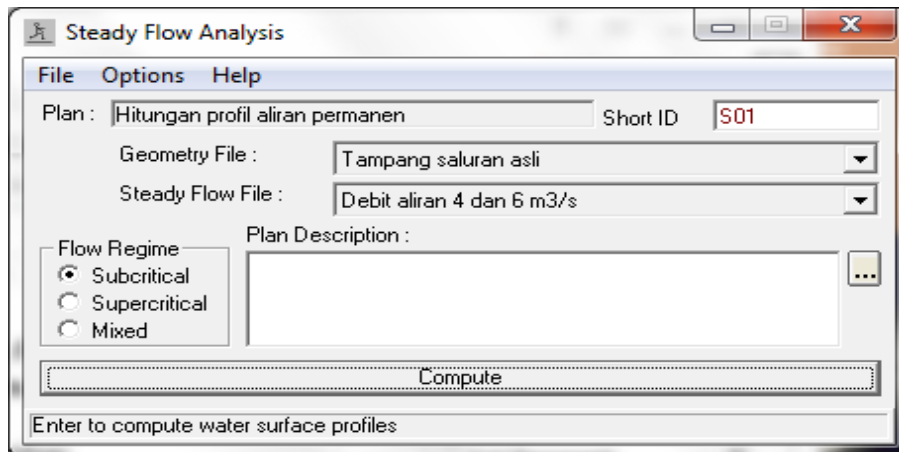 Steady Flow Analysis
File Options Help
Plan : Hitungan profil aliran permanen Short ID S01
Geometry File : Tampang saluran asli
Steady Flow File : Debit aliran 4 dan 6 m3/s
Plan Description :
Flow Regime
Subcritical
Supercritical
Mixed
...
Compute
Enter to compute water surface profiles